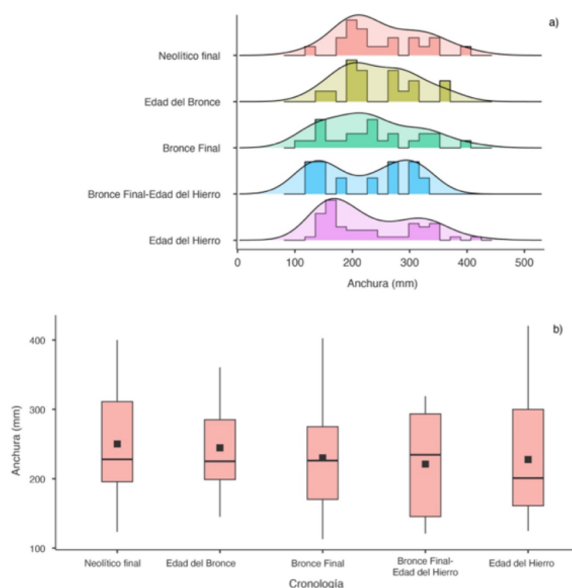 a)
Neolítico final
Edad del Bronce
Bronce Final
Bronce Final-Edad del Hierro
Edad del Hierro
0 100 200 300 400 500
Anchura (mm)
b)
400
300
200
100
Anchura (mm)
Neolítico final Edad del Bronce Bronce Final Bronce Final- Edad del Hierro
Edad del Hierro
Cronología